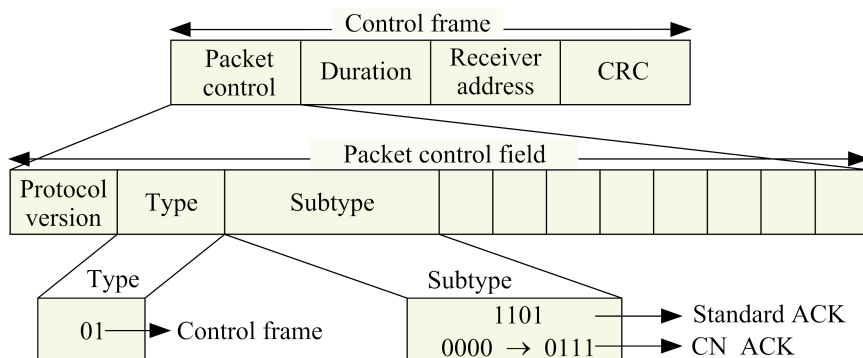 Control frame
Packet control
Duration
Receiver address
CRC
Packet control field
Protocol version
Type
Subtype
Type
Subtype
01 → Control frame
1101 → Standard ACK
0000 → 0111 → CN ACK